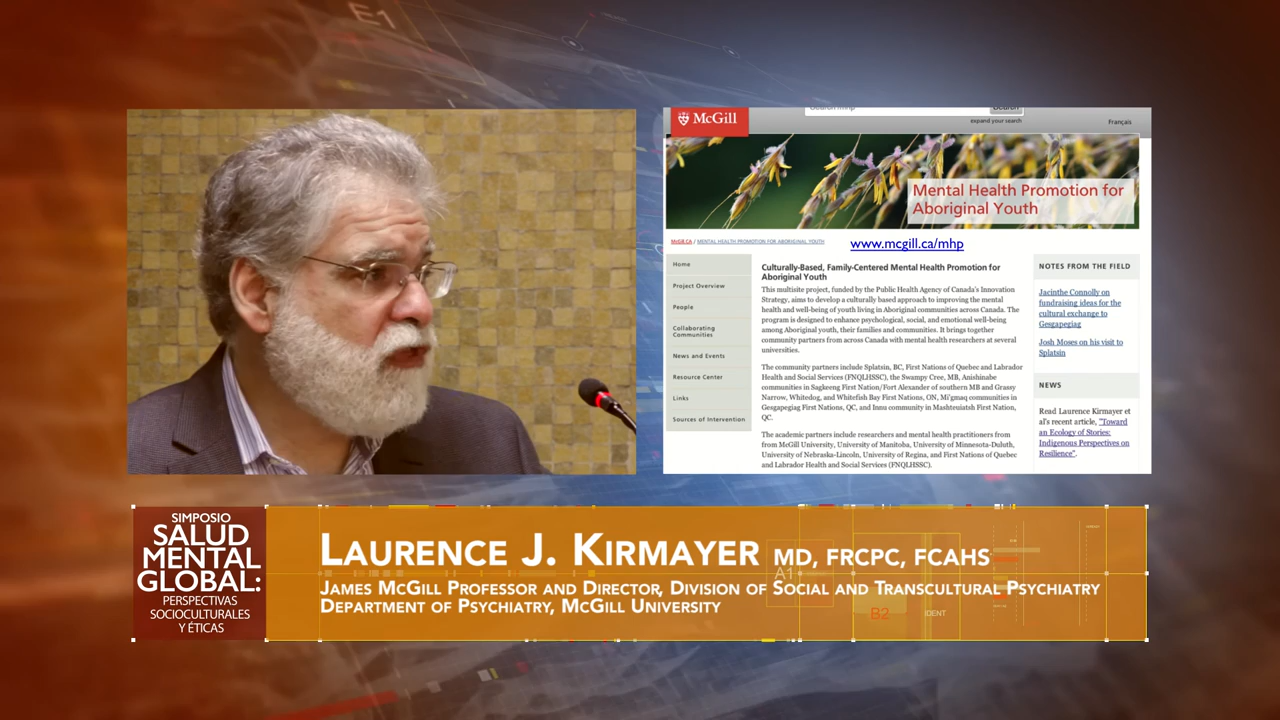 E1
McGill
expand your search
Français
Mental Health Promotion for
Aboriginal Youth
McGILL.CA / MENTAL HEALTH PROMOTION FOR ABORIGINAL YOUTH
www.mcgill.ca/mhp
Home
Project Overview
People
Collaborating
Communities
News and Events
Resource Center
Links
Sources of Intervention
Culturally-Based, Family-Centered Mental Health Promotion for
Aboriginal Youth
This multisite project, funded by the Public Health Agency of Canada's Innovation
Strategy, aims to develop a culturally based approach to improving the mental
health and well-being of youth living in Aboriginal communities across Canada. The
program is designed to enhance psychological, social, and emotional well-being
among Aboriginal youth, their families and communities. It brings together
community partners from across Canada with mental health researchers at several
universities.
The community partners include Splatsin, BC, First Nations of Quebec and Labrador
Health and Social Services (FNQLHSSC), the Swampy Cree, MB, Anishinabe
communities in Sagkeeng First Nation/Fort Alexander of southern MB and Grassy
Narrow, Whitedog, and Whitefish Bay First Nations, ON, Mi'gmaq communities in
Gesgapegiag First Nations, QC, and Innu community in Mashteuiatsh First Nation,
QC.
The academic partners include researchers and mental health practitioners from
from McGill University, University of Manitoba, University of Minnesota-Duluth,
University of Nebraska-Lincoln, University of Regina, and First Nations of Quebec
and Labrador Health and Social Services (FNQLHSSC).
NOTES FROM THE FIELD
Jacinthe Connolly on
fundraising ideas for the
cultural exchange to
Gesgapegiag
Josh Moses on his visit to
Splatsin
NEWS
Read Laurence Kirmayer et
al's recent article, "Toward
an Ecology of Stories:
Indigenous Perspectives on
Resilience".
SIMPOSIO
SALUD
MENTAL
GLOBAL:
PERSPECTIVAS
SOCIOCULTURALES
Y ÉTICAS
LAURENCE J. KIRMAYER MD, FRCPC, FCAHS
JAMES MCGILL PROFESSOR AND DIRECTOR, DIVISION OF SOCIAL AND TRANSCULTURAL PSYCHIATRY
DEPARTMENT OF PSYCHIATRY, MCGILL UNIVERSITY
A1
B2
IDENT